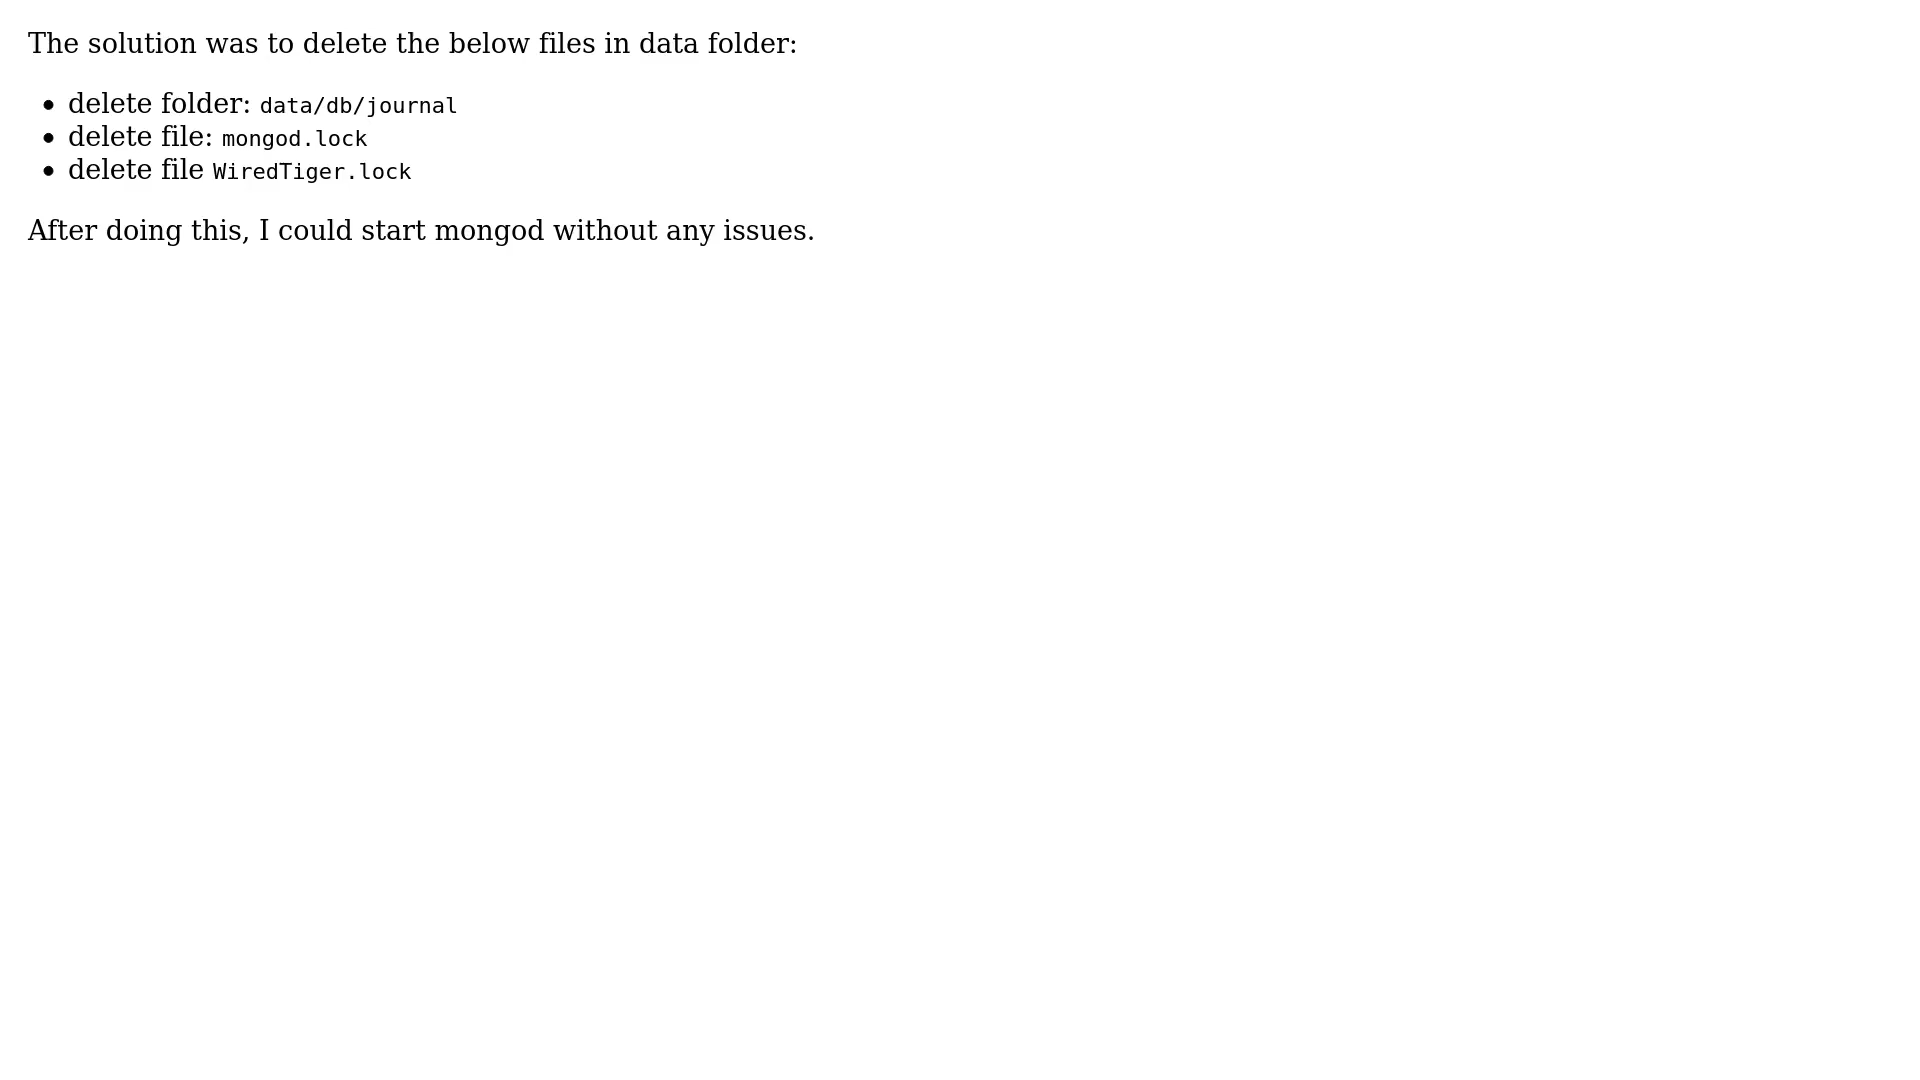 The solution was to delete the below files in data folder:
• delete folder: data/db/journal
• delete file: mongod.lock
• delete file WiredTiger.lock
After doing this, I could start mongod without any issues.